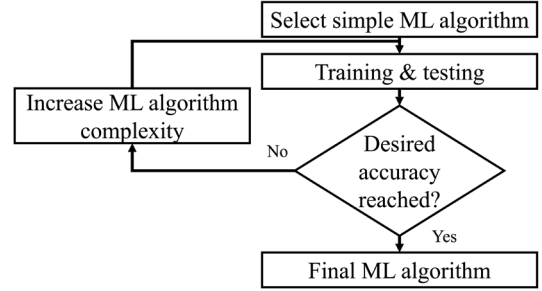 Select simple ML algorithm
Training & testing
Increase ML algorithm
complexity
No
Desired
accuracy
reached?
Yes
Final ML algorithm